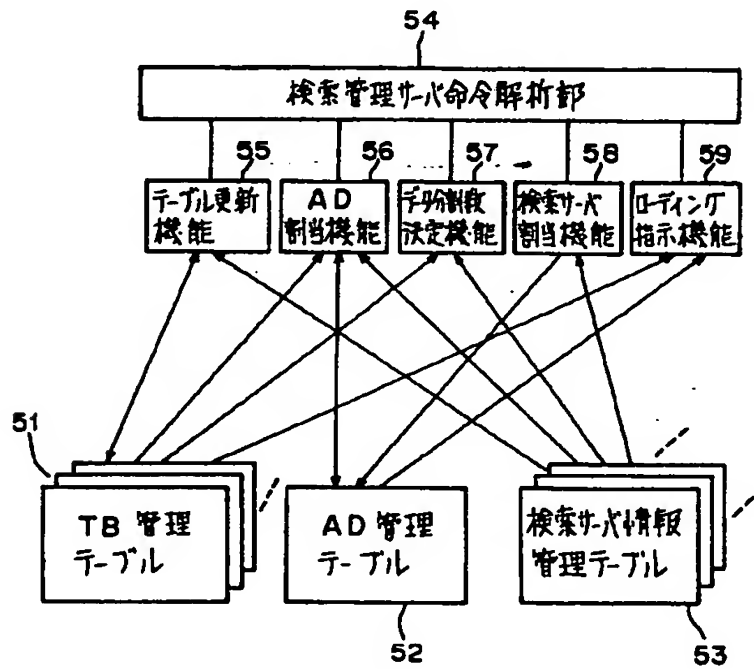 54
検索管理サーバ命令解析部
55
56
57
58
59
テーブル更新
機能
AD
割当機能
データ分割数
決定機能
検索サーバ
割当機能
ローディング
指示機能
51
TB 管理
テーブル
AD 管理
テーブル
検索サーバ情報
管理テーブル
52
53